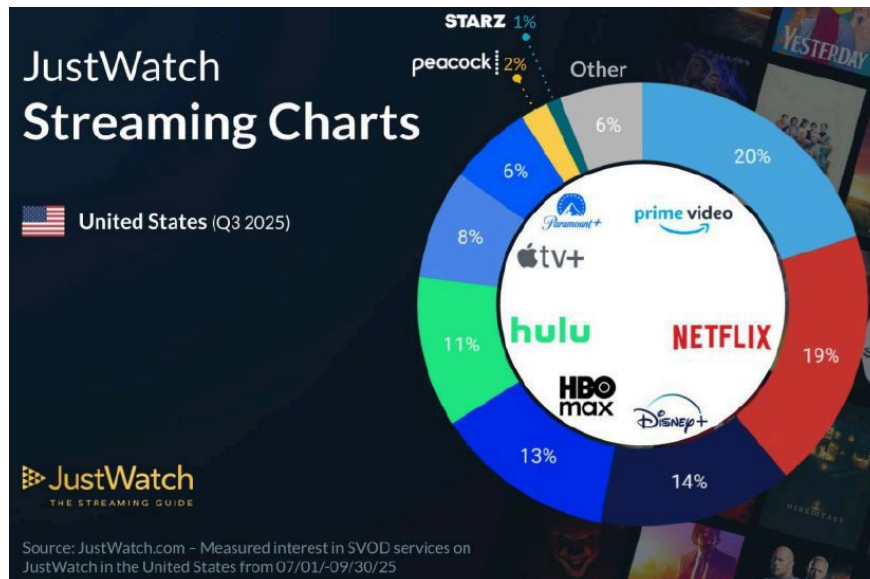 JustWatch
Streaming Charts
United States (Q3 2025)
STARZ 1%
peacock 2%
Other
6%
20%
6%
8%
11%
13%
14%
19%
Paramount+
prime video
tv+
hulu
NETFLIX
HBO
max
Disney+
YESTERDAY
HEREDITARY
JustWatch
THE STREAMING GUIDE
Source: JustWatch.com – Measured interest in SVOD services on
JustWatch in the United States from 07/01/-09/30/25